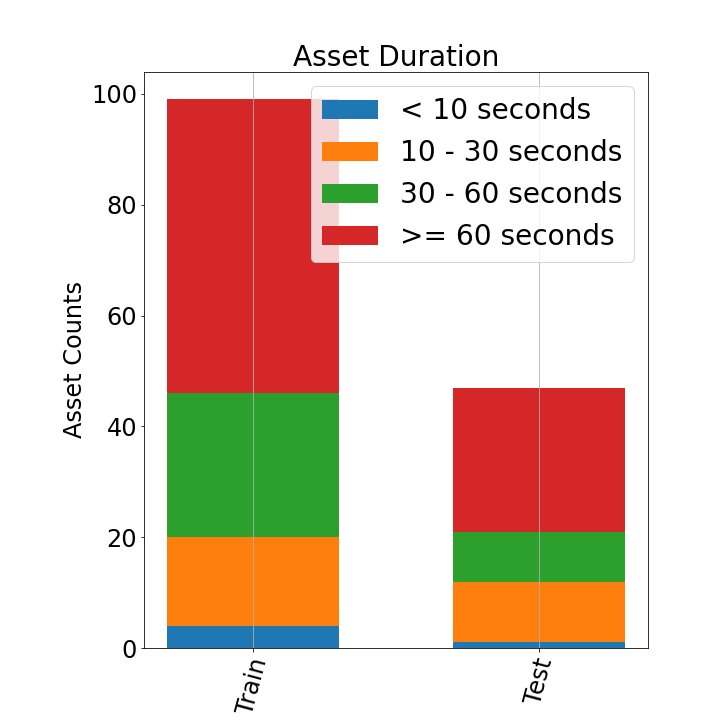 Asset Duration
100
80
60
40
20
0
Asset Counts
< 10 seconds
10 - 30 seconds
30 - 60 seconds
>= 60 seconds
Train
Test